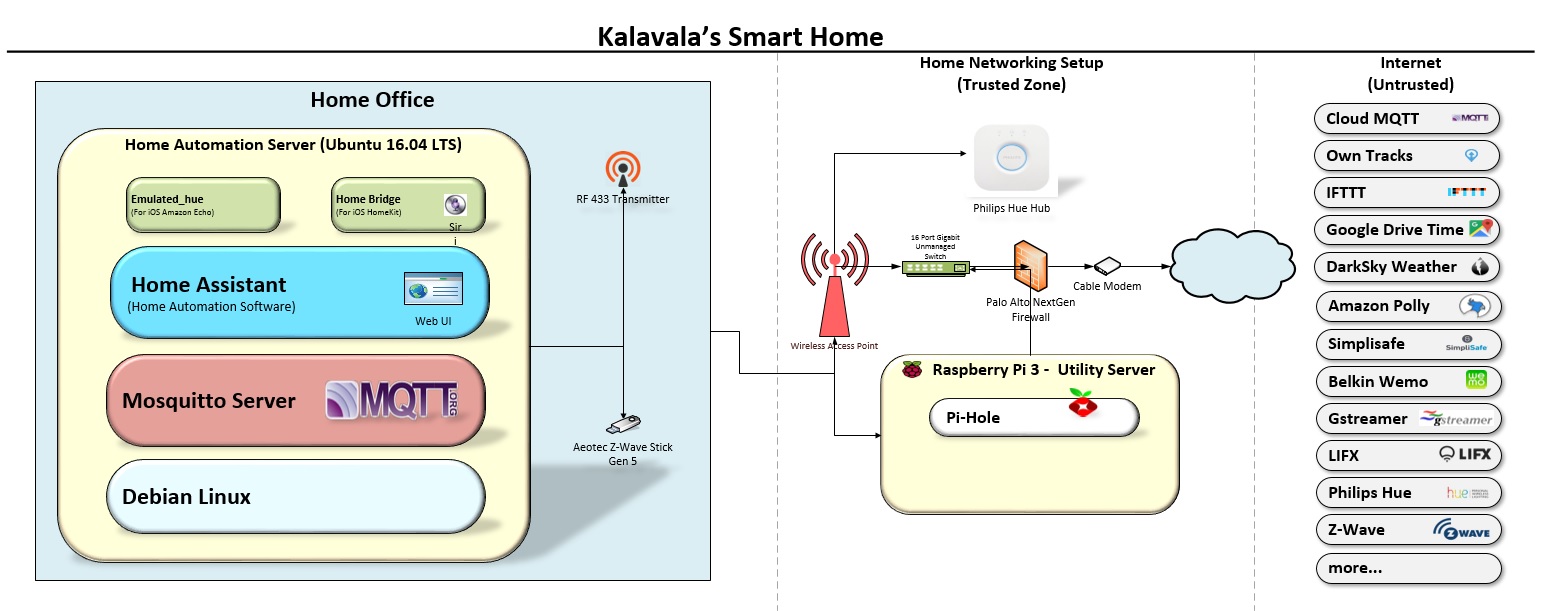 Kalavala's Smart Home
Home Office
Home Automation Server (Ubuntu 16.04 LTS)
Emulated_hue
(For iOS Amazon Echo)
Home Bridge
(For iOS HomeKit)
Sir
i
Home Assistant
(Home Automation Software)
Web UI
Mosquitto Server
MQTT
.ORG
Debian Linux
RF 433 Transmitter
Aeotec Z-Wave Stick
Gen 5
Home Networking Setup
(Trusted Zone)
Philips Hue Hub
16 Port Gigabit
Unmanaged
Switch
Wireless Access Point
Palo Alto NextGen
Firewall
Cable Modem
Raspberry Pi 3 - Utility Server
Pi-Hole
Internet
(Untrusted)
Cloud MQTT
MQTT
Own Tracks
IFTTT
IFTTT
Google Drive Time
DarkSky Weather
Amazon Polly
Simplisafe
SimpliSafe
Belkin Wemo
we
mo
Gstreamer
gstreamer
LIFX
LIFX
Philips Hue
hue
Z-Wave
Z WAVE
more...